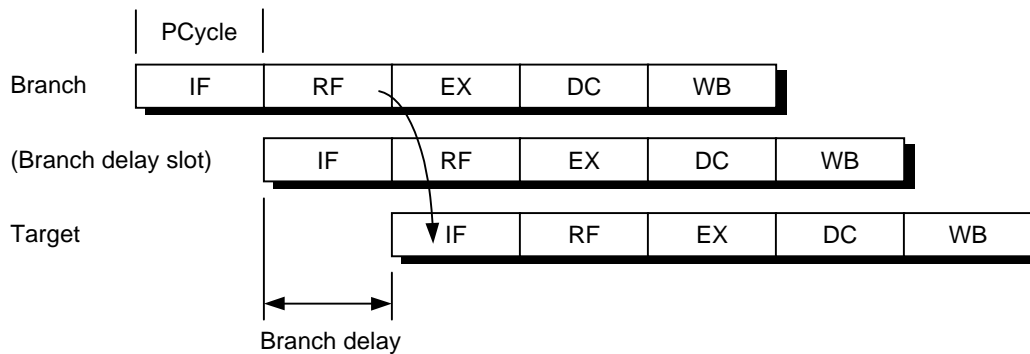 PCycle
Branch IF RF EX DC WB
(Branch delay slot) IF RF EX DC WB
Target IF RF EX DC WB
Branch delay